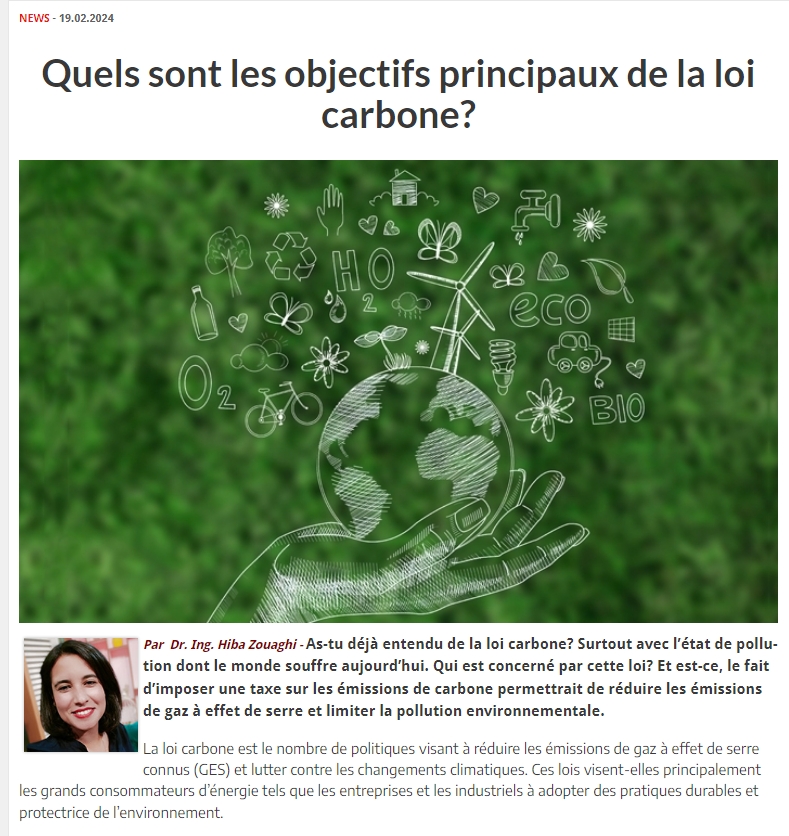 NEWS - 19.02.2024
Quels sont les objectifs principaux de la loi
carbone?
H O
2
eco
O
2
BIO
Par Dr. Ing. Hiba Zouaghi - As-tu déjà entendu de la loi carbone? Surtout avec l’état de pollu-
tion dont le monde souffre aujourd’hui. Qui est concerné par cette loi? Et est-ce, le fait
d’imposer une taxe sur les émissions de carbone permettrait de réduire les émissions
de gaz à effet de serre et limiter la pollution environnementale.
La loi carbone est le nombre de politiques visant à réduire les émissions de gaz à effet de serre
connus (GES) et lutter contre les changements climatiques. Ces lois visent-elles principalement
les grands consommateurs d’énergie tels que les entreprises et les industriels à adopter des pratiques durables et
protectrice de l’environnement.